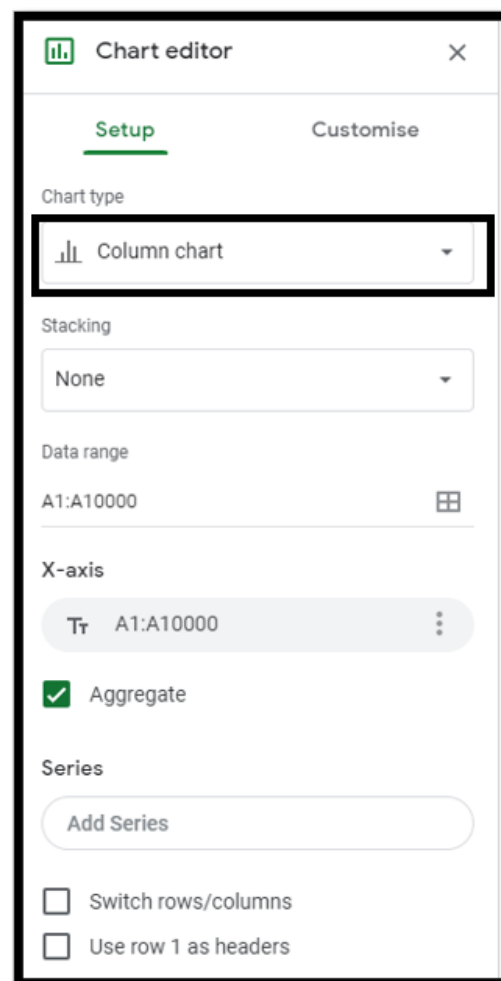 Chart editor
Setup Customise
Chart type
Column chart
Stacking
None
Data range
A1:A10000
X-axis
Tт A1:A10000
Aggregate
Series
Add Series
Switch rows/columns
Use row 1 as headers